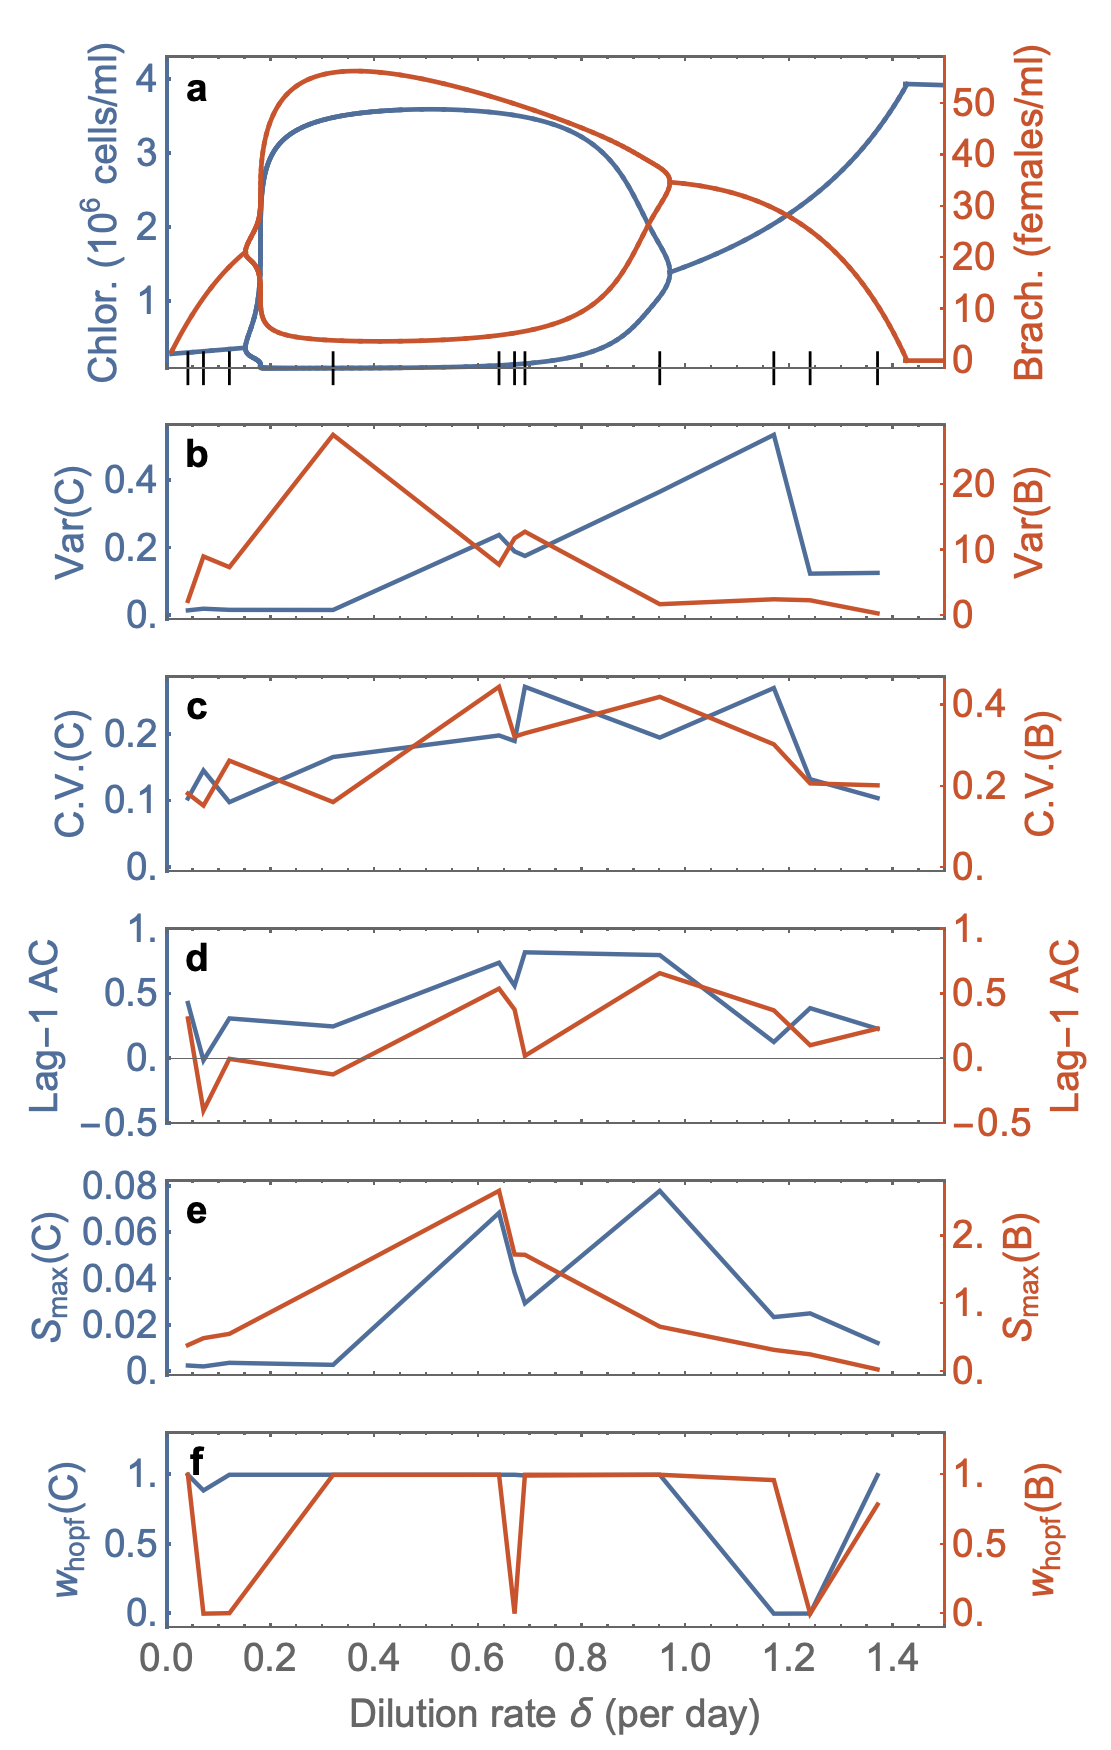 a
Chlor. (10⁶ cells/ml)
4
3
2
1
Brach. (females/ml)
50
40
30
20
10
0
b
Var(C)
0.4
0.2
0.
Var(B)
20
10
0
c
C.V.(C)
0.2
0.1
0.
C.V.(B)
0.4
0.2
0.
d
Lag−1 AC
1.
0.5
0.
−0.5
Lag−1 AC
1.
0.5
0.
−0.5
e
Smax(C)
0.08
0.06
0.04
0.02
0.
Smax(B)
2.
1.
0.
f
whopf(C)
1.
0.5
0.
whopf(B)
1.
0.5
0.
0.0 0.2 0.4 0.6 0.8 1.0 1.2 1.4
Dilution rate δ (per day)